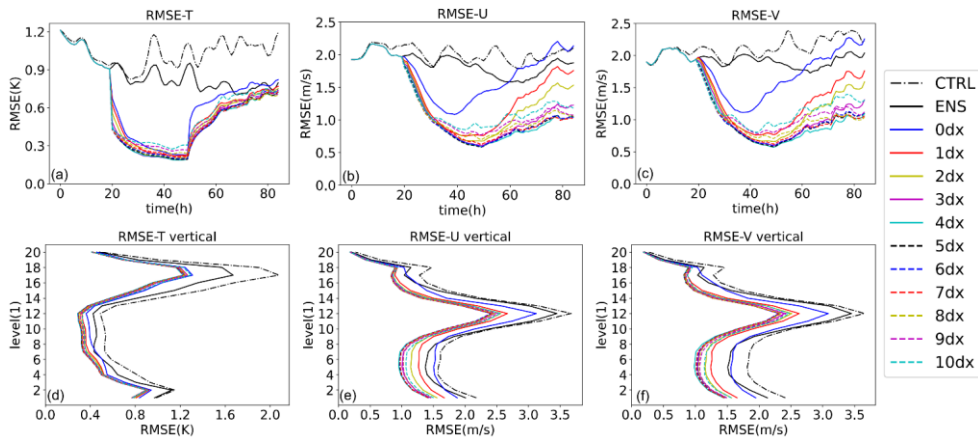 RMSE-T
RMSE(K)
1.2
0.9
0.6
0.3
0.0
(a)
0 20 40 60 80
time(h)
RMSE-U
RMSE(m/s)
2.5
2.0
1.5
1.0
0.5
0.0
(b)
0 20 40 60 80
time(h)
RMSE-V
RMSE(m/s)
2.5
2.0
1.5
1.0
0.5
0.0
(c)
0 20 40 60 80
time(h)
RMSE-T vertical
level(1)
20
18
16
14
12
10
8
6
4
2
(d)
0.0 0.4 0.8 1.2 1.6 2.0
RMSE(K)
RMSE-U vertical
level(1)
20
18
16
14
12
10
8
6
4
2
(e)
0.0 0.5 1.0 1.5 2.0 2.5 3.0 3.5
RMSE(m/s)
RMSE-V vertical
level(1)
20
18
16
14
12
10
8
6
4
2
(f)
0.0 0.5 1.0 1.5 2.0 2.5 3.0 3.5
RMSE(m/s)
CTRL
ENS
0dx
1dx
2dx
3dx
4dx
5dx
6dx
7dx
8dx
9dx
10dx